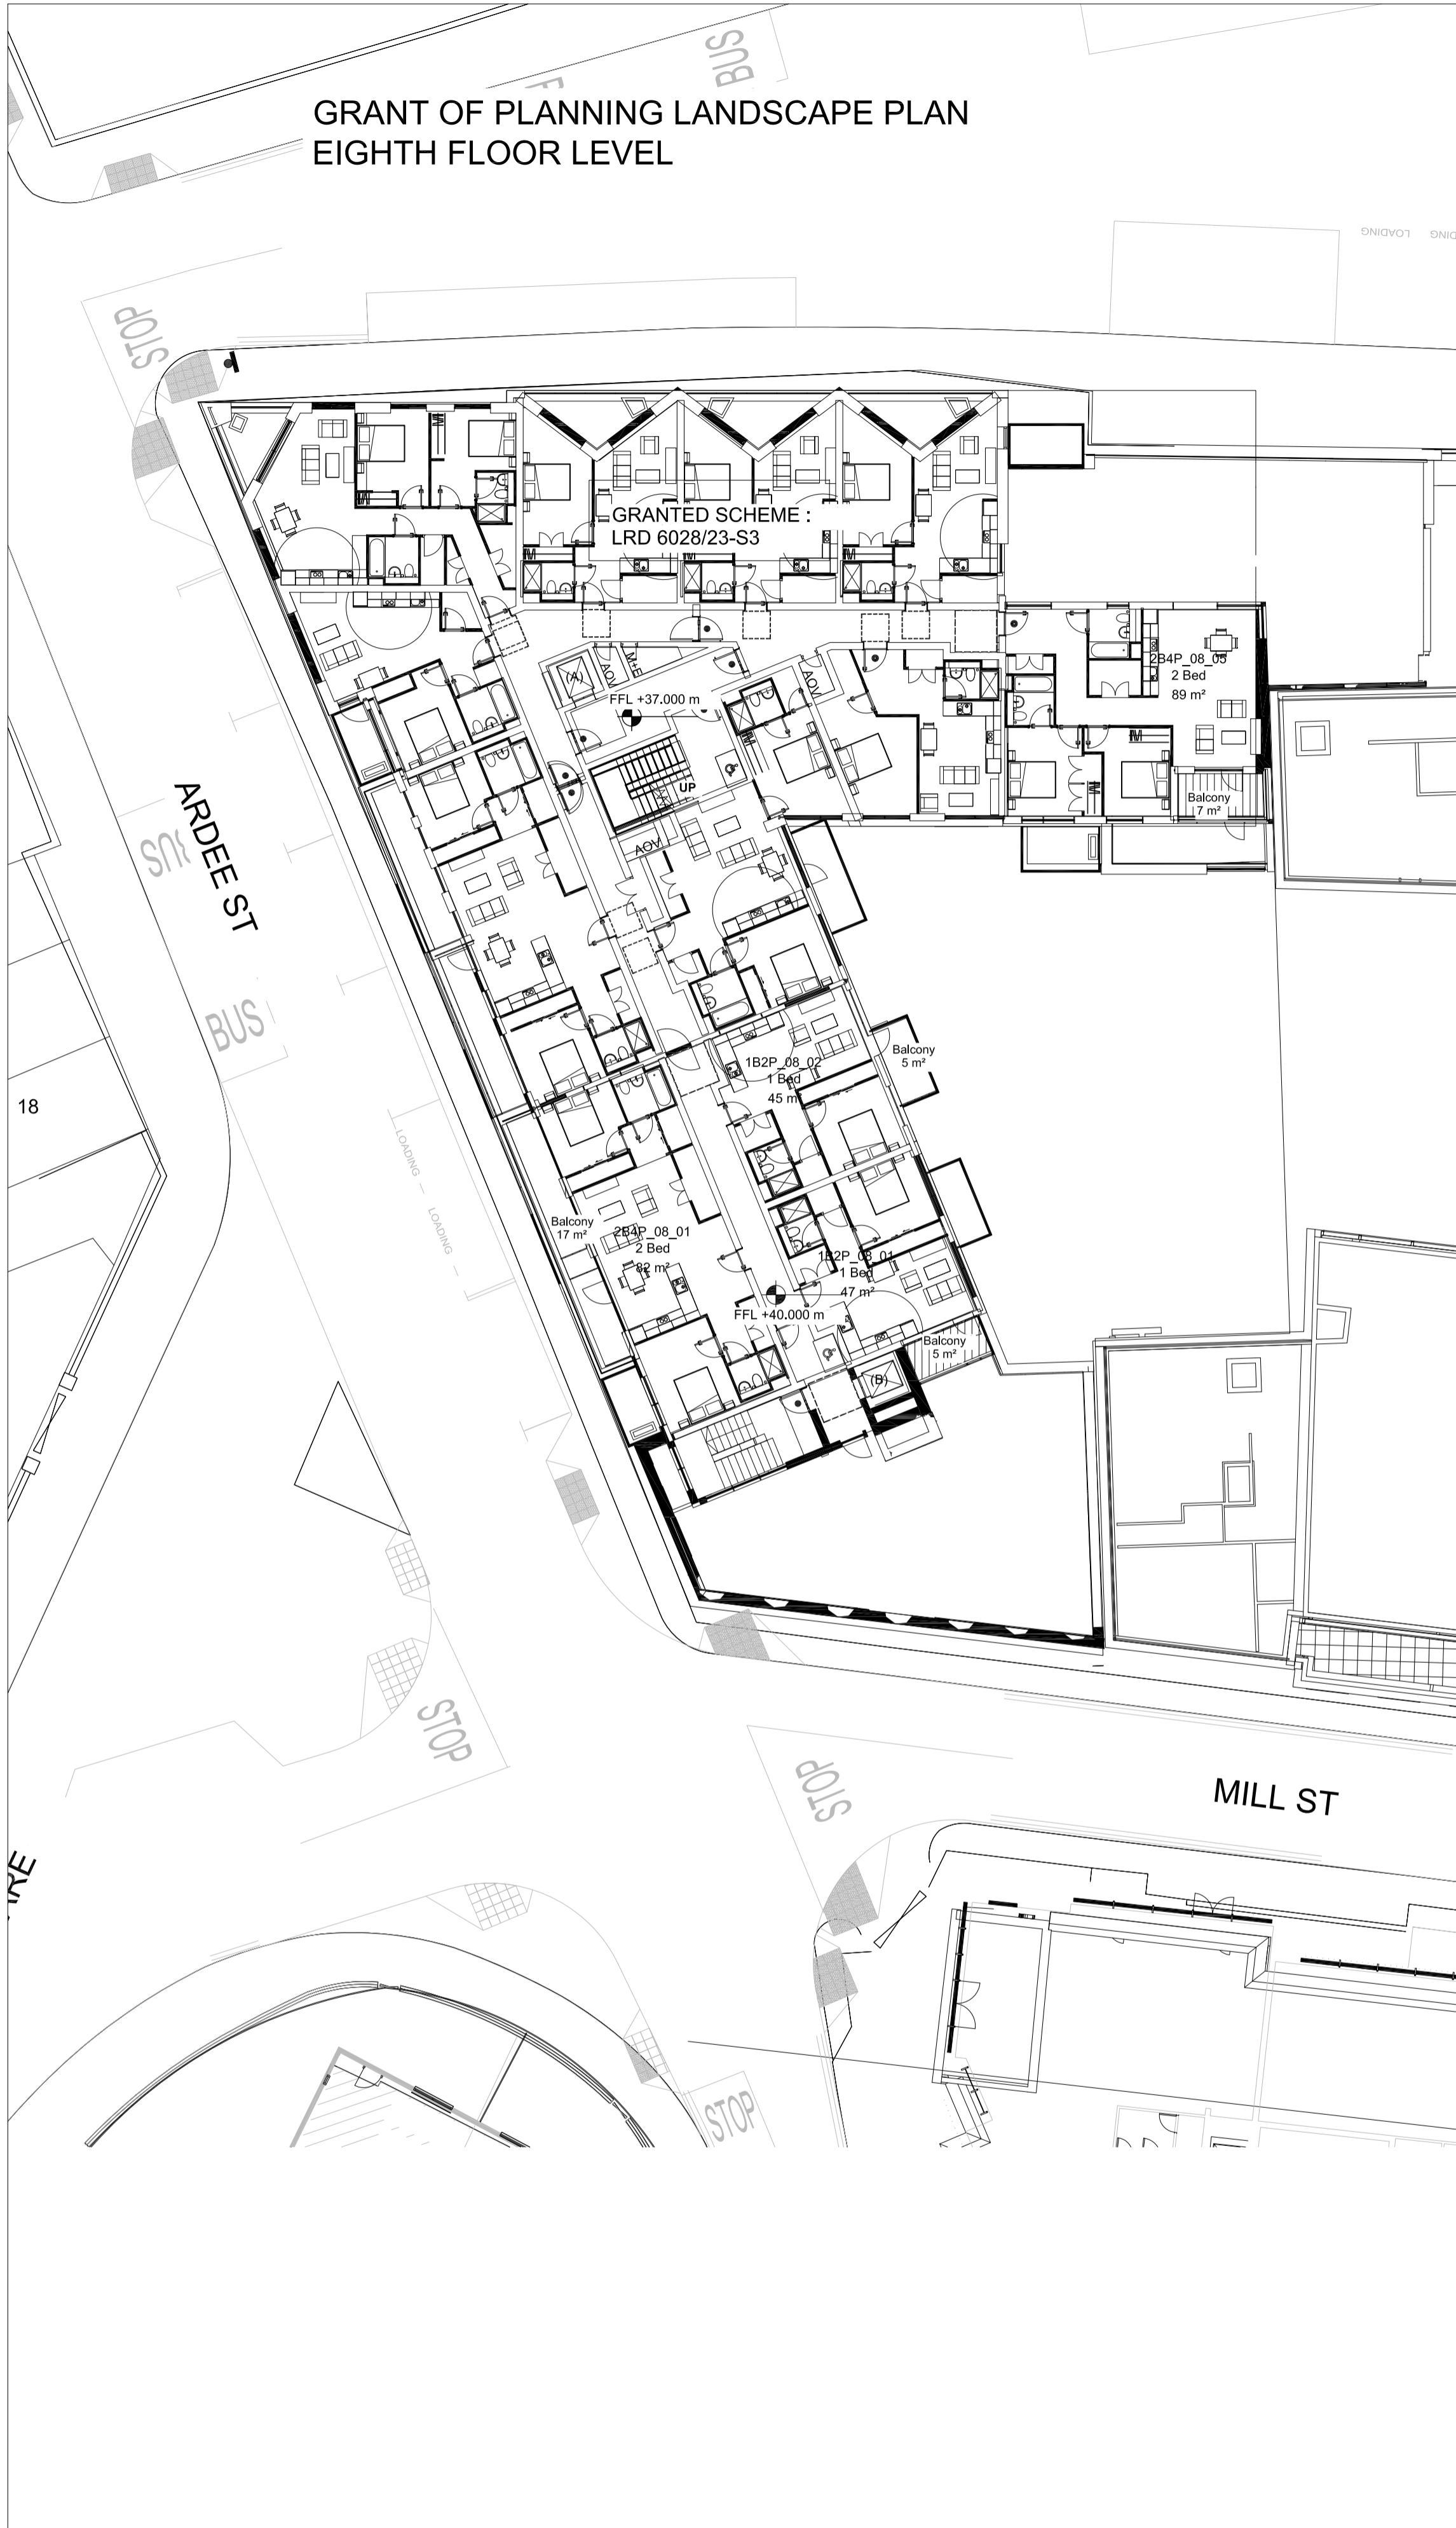 BUS
GRANT OF PLANNING LANDSCAPE PLAN
EIGHTH FLOOR LEVEL
LOADING
STOP
GRANTED SCHEME :
LRD 6028/23-S3
(A)
AOV
M+E
AOV
FFL +37.000 m
2B4P_08_05
2 Bed
89 m²
UP
Balcony
7 m²
AOV
ARDEE ST
BUS
18
Balcony
5 m²
1B2P_08_02
1 Bed
45 m
LOADING
LOADING
Balcony
17 m²
2B4P_08_01
2 Bed
82 m²
1B2P_08_01
1 Bed
47 m²
FFL +40.000 m
Balcony
5 m²
(B)
STOP
STOP
MILL ST
STOP